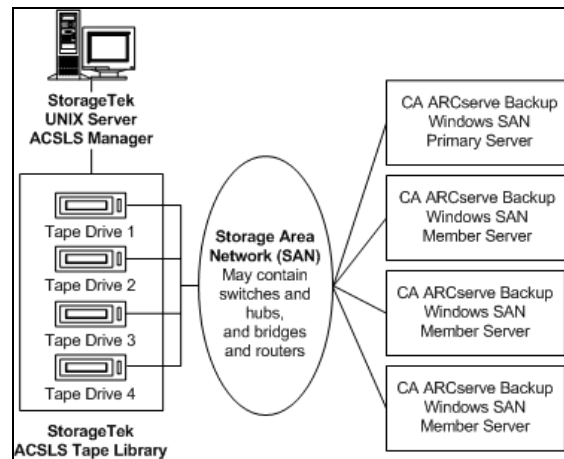 StorageTek
UNIX Server
ACSLS Manager
Tape Drive 1
Tape Drive 2
Tape Drive 3
Tape Drive 4
StorageTek
ACSLS Tape Library
Storage Area
Network (SAN)
May contain
switches and
hubs,
and bridges
and routers
CA ARCserve Backup
Windows SAN
Primary Server
CA ARCserve Backup
Windows SAN
Member Server
CA ARCserve Backup
Windows SAN
Member Server
CA ARCserve Backup
Windows SAN
Member Server